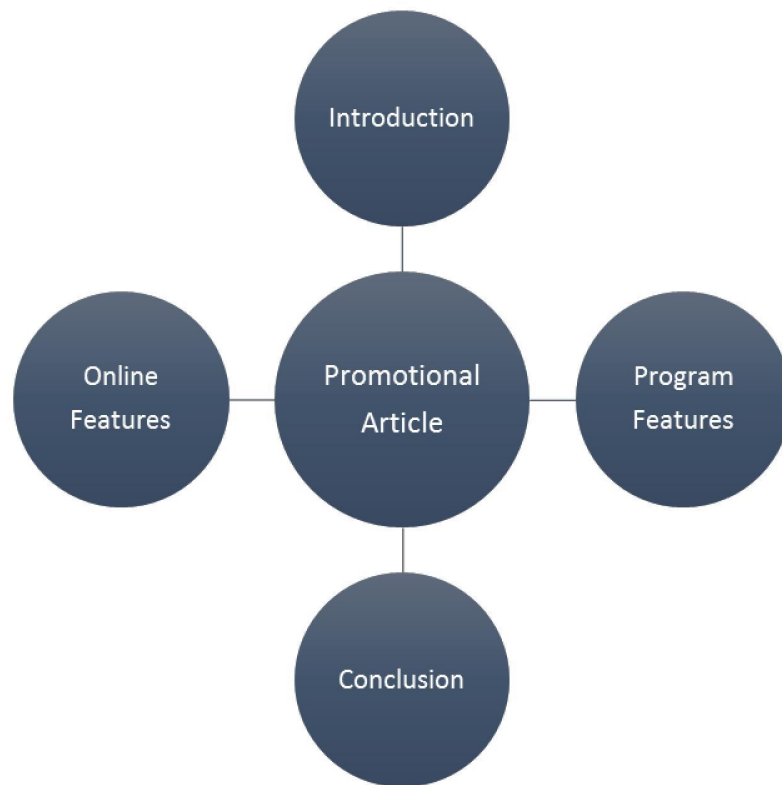 Introduction
Online
Features
Promotional
Article
Program
Features
Conclusion